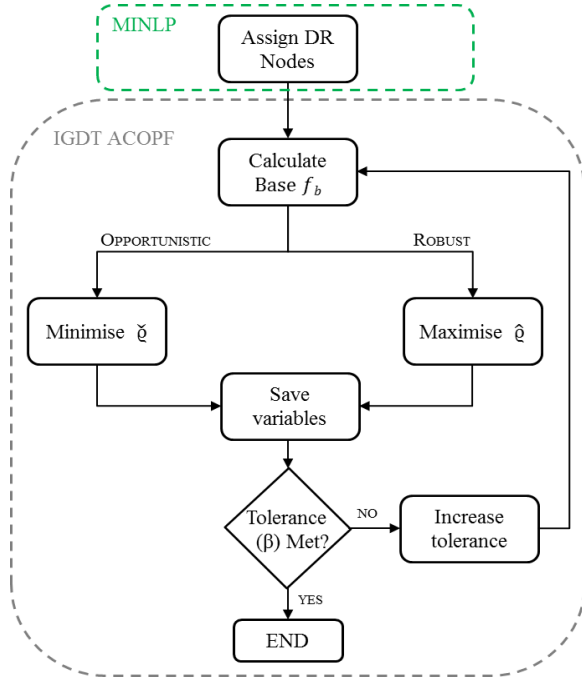 MINLP
Assign DR
Nodes
IGDT ACOPF
Calculate
Base f_b
OPPORTUNISTIC
ROBUST
Minimise ϱ̌
Maximise ϱ̂
Save
variables
Tolerance
(β) Met?
NO
Increase
tolerance
YES
END